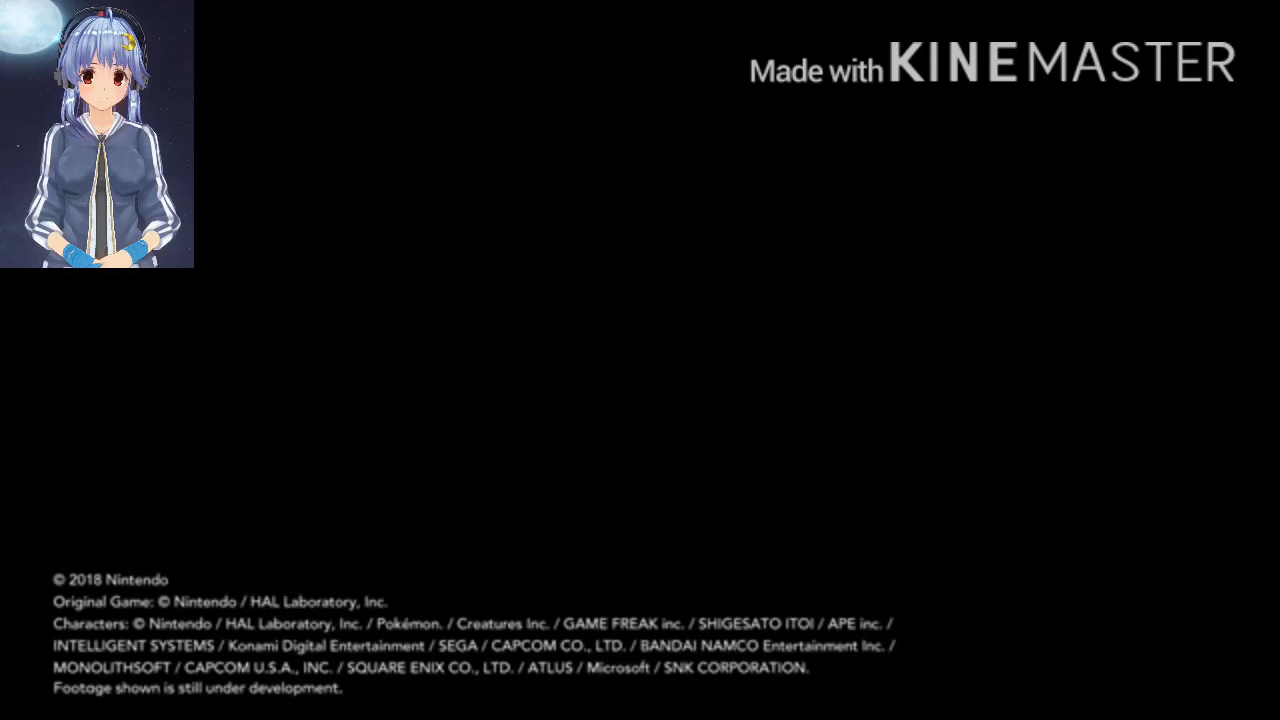 Made with KINEMASTER
© 2018 Nintendo
Original Game: © Nintendo / HAL Laboratory, Inc.
Characters: © Nintendo / HAL Laboratory, Inc. / Pokémon. / Creatures Inc. / GAME FREAK inc. / SHIGESATO ITOI / APE inc. /
INTELLIGENT SYSTEMS / Konami Digital Entertainment / SEGA / CAPCOM CO., LTD. / BANDAI NAMCO Entertainment Inc. /
MONOLITHSOFT / CAPCOM U.S.A., INC. / SQUARE ENIX CO., LTD. / ATLUS / Microsoft / SNK CORPORATION.
Footage shown is still under development.